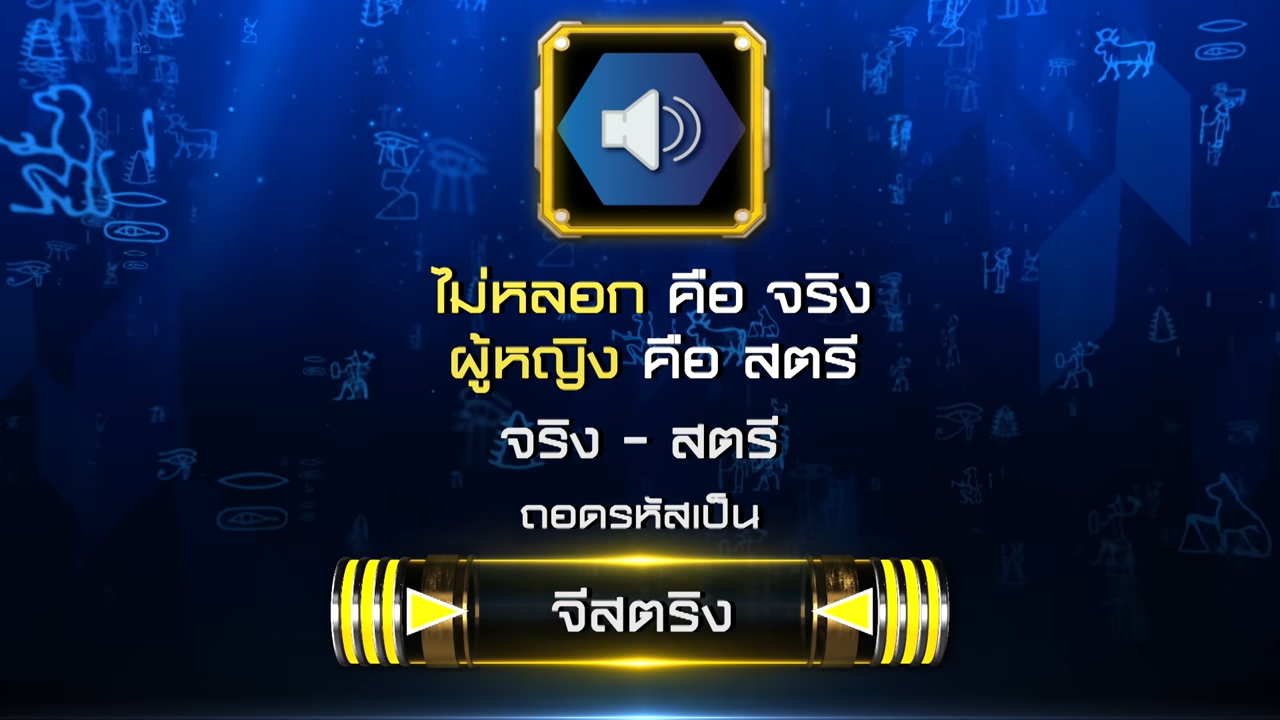 ไม่หลอก คือ จริง
ผู้หญิง คือ สตรี
จริง - สตรี
ถอดรหัสเป็น
จีสตริง